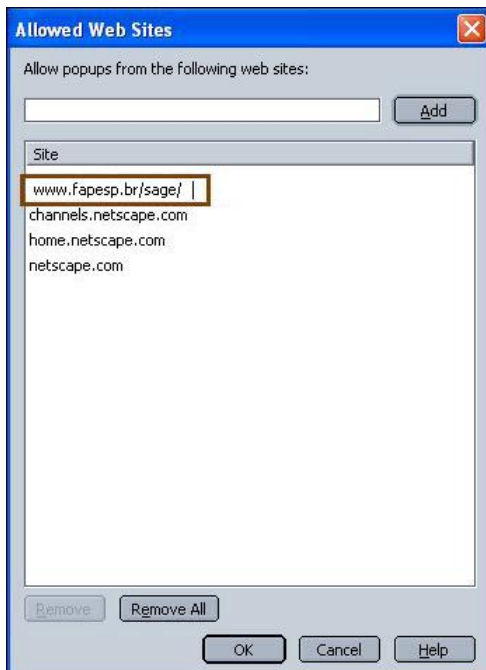 Allowed Web Sites
Allow popups from the following web sites:
Add
Site
www.fapesp.br/sage/ |
channels.netscape.com
home.netscape.com
netscape.com
Remove Remove All
OK Cancel Help